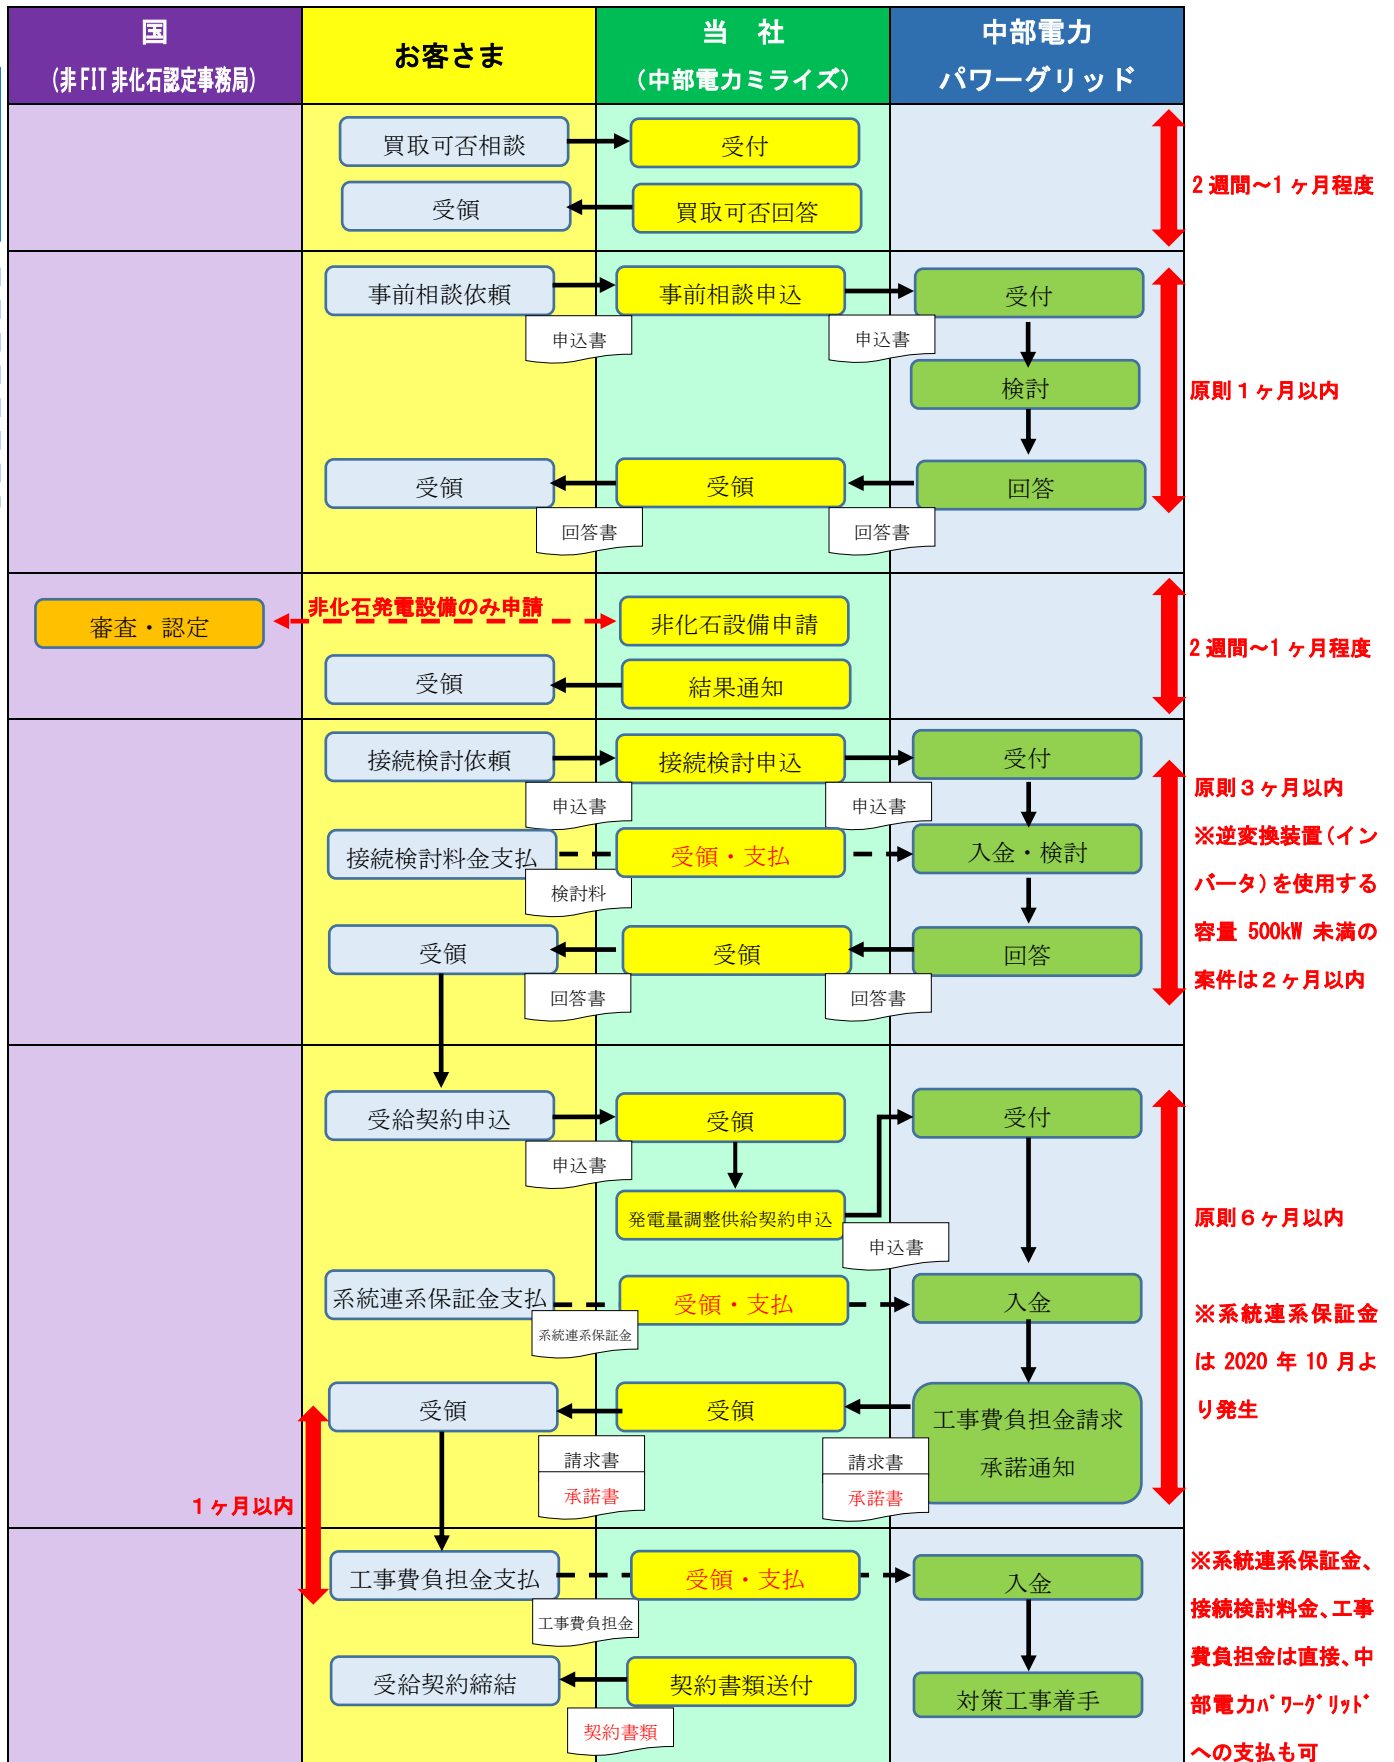 国
(非FIT非化石認定事務局)
お客さま
当　社
(中部電力ミライズ)
中部電力
パワーグリッド
買取可否相談
受付
受領
買取可否回答
2週間～1ヶ月程度
事前相談依頼
事前相談申込
受付
申込書
申込書
検討
原則1ヶ月以内
受領
受領
回答
回答書
回答書
審査・認定
非化石発電設備のみ申請
非化石設備申請
受領
結果通知
2週間～1ヶ月程度
接続検討依頼
接続検討申込
受付
申込書
申込書
接続検討料金支払
受領・支払
入金・検討
検討料
受領
受領
回答
回答書
回答書
原則3ヶ月以内
※逆変換装置(イン
バータ)を使用する
容量 500kW 未満の
案件は2ヶ月以内
受給契約申込
受領
受付
申込書
発電量調整供給契約申込
申込書
原則6ヶ月以内
系統連系保証金支払
受領・支払
入金
系統連系保証金
※系統連系保証金
は 2020 年 10 月よ
り発生
受領
受領
工事費負担金請求
承諾通知
請求書
承諾書
請求書
承諾書
1ヶ月以内
工事費負担金支払
受領・支払
入金
工事費負担金
受給契約締結
契約書類送付
対策工事着手
契約書類
※系統連系保証金、
接続検討料金、工事
費負担金は直接、中
部電力ﾊﾟﾜｰｸﾞﾘｯﾄﾞ
への支払も可